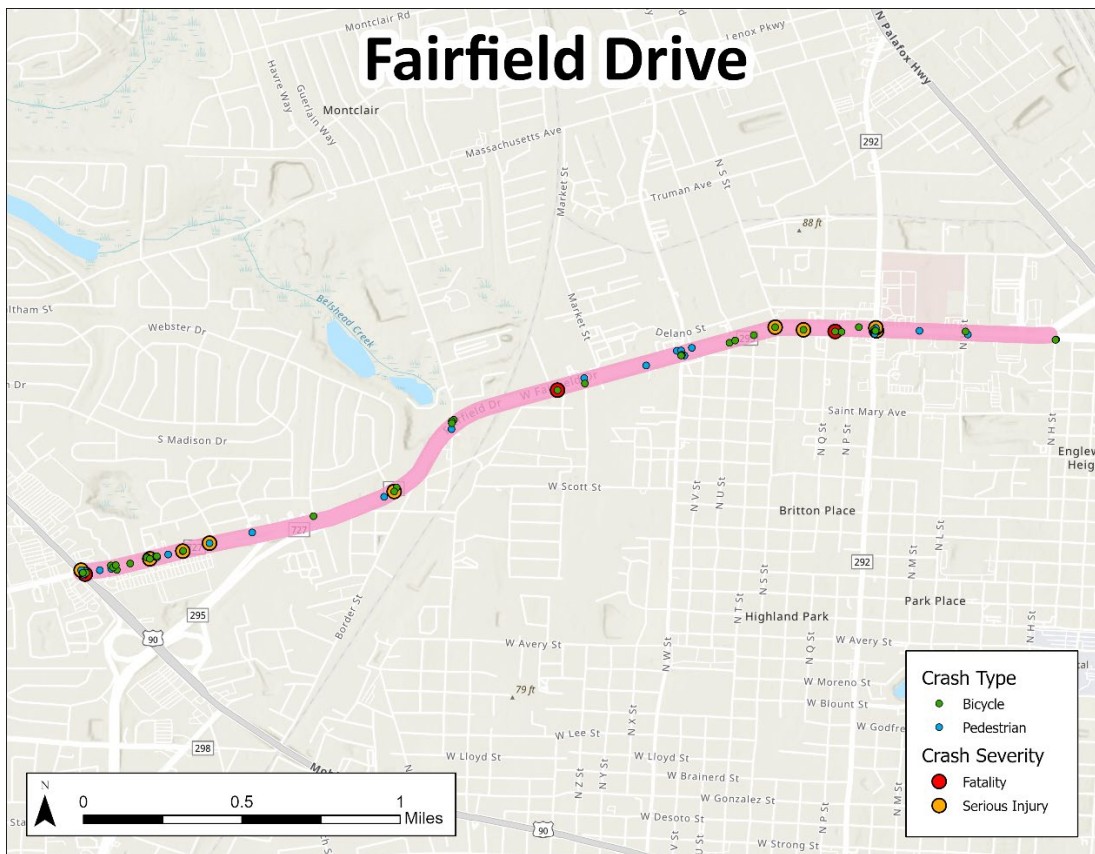 Fairfield Drive
Montclair Rd
Lenox Pkwy
N Palafox Hwy
Havre Way
Guerlain Way
Montclair
Massachusetts Ave
Market St
N S St
292
Truman Ave
88 ft
Belshead Creek
Market St
Delano St
Webster Dr
W Fairfield Dr
Saint Mary Ave
S Madison Dr
N Q St
N P St
N H St
W Scott St
N V St
N U St
Britton Place
727
292
N L St
N M St
N S St
N T St
Park Place
295
Border St
Highland Park
N H St
90
W Avery St
N W St
N Q St
W Avery St
W Moreno St
W Blount St
79 ft
N X St
W Lee St
298
W Lloyd St
W Lloyd St
N Z St
N Y St
W Brainerd St
W Gonzalez St
N M St
W Desoto St
N P St
90
W Strong St
Crash Type
Bicycle
Pedestrian
Crash Severity
Fatality
Serious Injury
N
0 0.5 1
Miles